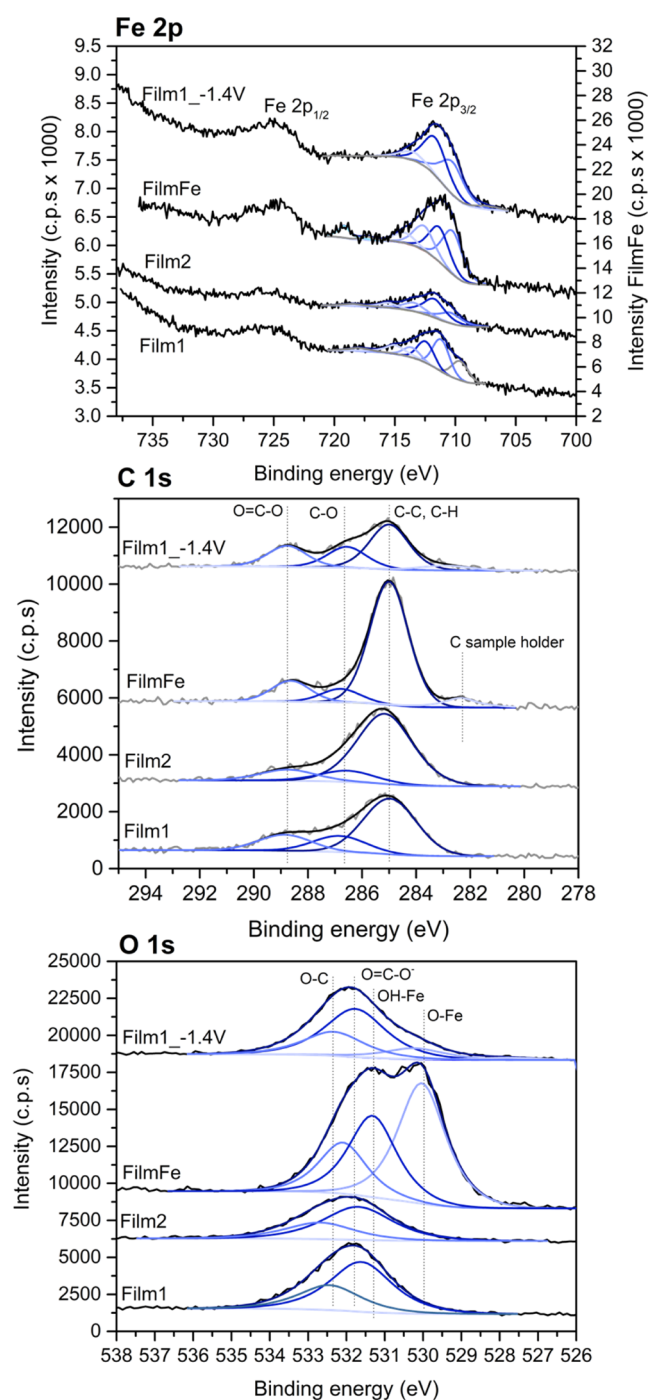 Fe 2p
9.5
9.0
8.5
8.0
7.5
7.0
6.5
6.0
5.5
5.0
4.5
4.0
3.5
3.0
Intensity (c.p.s x 1000)
32
30
28
26
24
22
20
18
16
14
12
10
8
6
4
2
Intensity FilmFe (c.p.s x 1000)
Film1_-1.4V
Fe 2p1/2
Fe 2p3/2
FilmFe
Film2
Film1
735 730 725 720 715 710 705 700
Binding energy (eV)
C 1s
12000
10000
8000
6000
4000
2000
0
Intensity (c.p.s)
O=C-O
C-O
C-C, C-H
Film1_-1.4V
C sample holder
FilmFe
Film2
Film1
294 292 290 288 286 284 282 280 278
Binding energy (eV)
O 1s
25000
22500
20000
17500
15000
12500
10000
7500
5000
2500
0
Intensity (c.p.s)
O-C
O=C-O-
OH-Fe
O-Fe
Film1_-1.4V
FilmFe
Film2
Film1
538 537 536 535 534 533 532 531 530 529 528 527 526
Binding energy (eV)